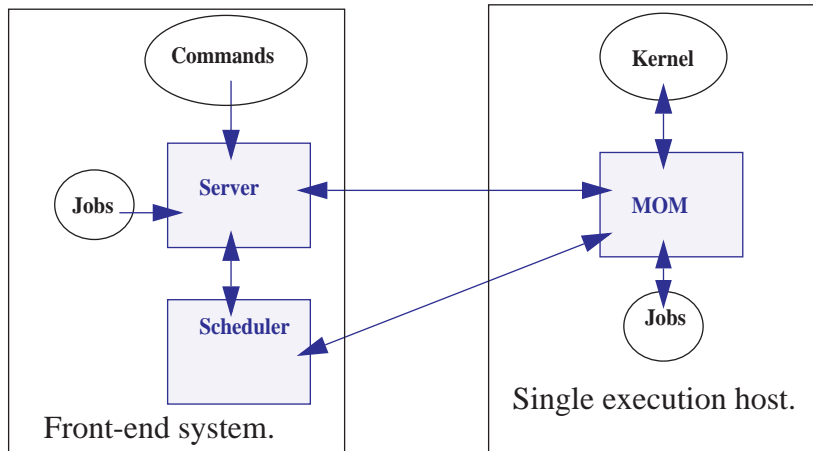 Commands
Kernel
Server
Jobs
MOM
Scheduler
Jobs
Single execution host.
Front-end system.